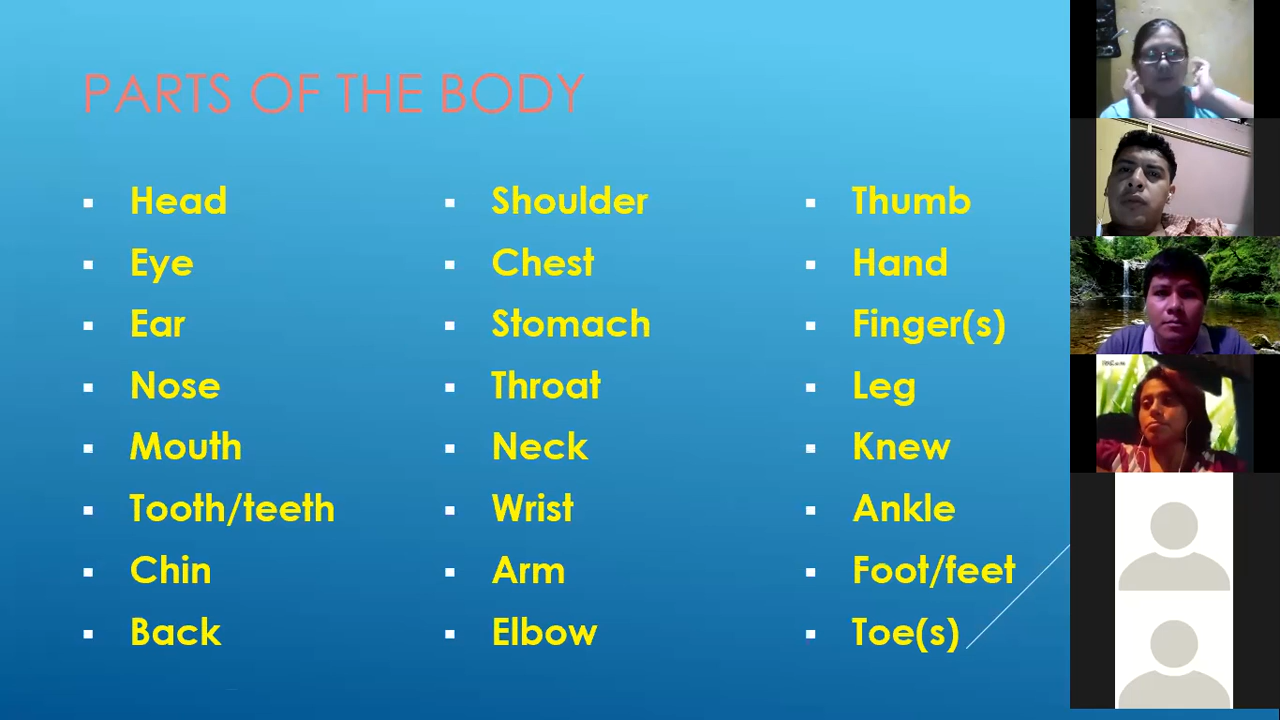 PARTS OF THE BODY
Head
Eye
Ear
Nose
Mouth
Tooth/teeth
Chin
Back
Shoulder
Chest
Stomach
Throat
Neck
Wrist
Arm
Elbow
Thumb
Hand
Finger(s)
Leg
Knew
Ankle
Foot/feet
Toe(s)